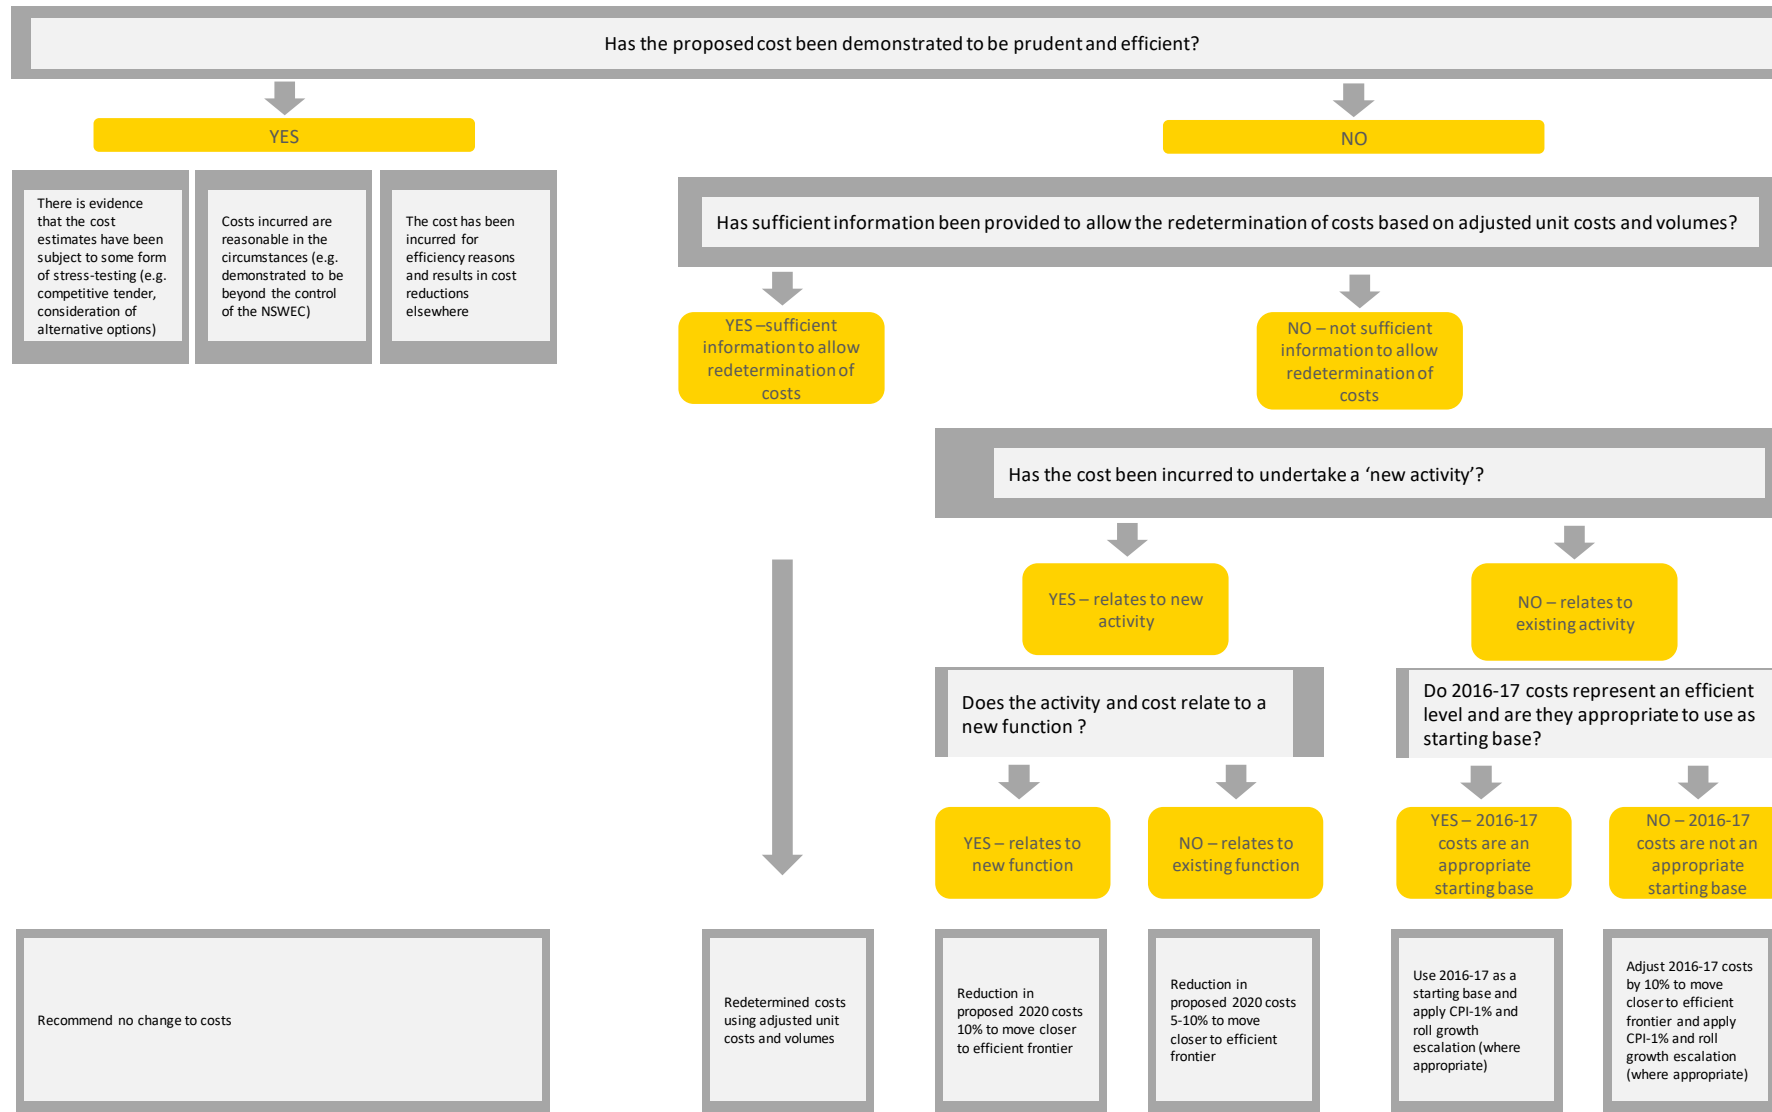 Has the proposed cost been demonstrated to be prudent and efficient?
YES
NO
There is evidence
that the cost
estimates have been
subject to some form
of stress-testing (e.g.
competitive tender,
consideration of
alternative options)
Costs incurred are
reasonable in the
circumstances (e.g.
demonstrated to be
beyond the control
of the NSWEC)
The cost has been
incurred for
efficiency reasons
and results in cost
reductions
elsewhere
Has sufficient information been provided to allow the redetermination of costs based on adjusted unit costs and volumes?
YES –sufficient
information to allow
redetermination of
costs
NO – not sufficient
information to allow
redetermination of
costs
Has the cost been incurred to undertake a ‘new activity’?
YES – relates to new
activity
NO – relates to
existing activity
Does the activity and cost relate to a
new function ?
Do 2016-17 costs represent an efficient
level and are they appropriate to use as
starting base?
YES – relates to
new function
NO – relates to
existing function
YES – 2016-17
costs are an
appropriate
starting base
NO – 2016-17
costs are not an
appropriate
starting base
Recommend no change to costs
Redetermined costs
using adjusted unit
costs and volumes
Reduction in
proposed 2020 costs
10% to move closer
to efficient frontier
Reduction in
proposed 2020 costs
5-10% to move
closer to efficient
frontier
Use 2016-17 as a
starting base and
apply CPI-1% and
roll growth
escalation (where
appropriate)
Adjust 2016-17 costs
by 10% to move
closer to efficient
frontier and apply
CPI-1% and roll
growth escalation
(where appropriate)